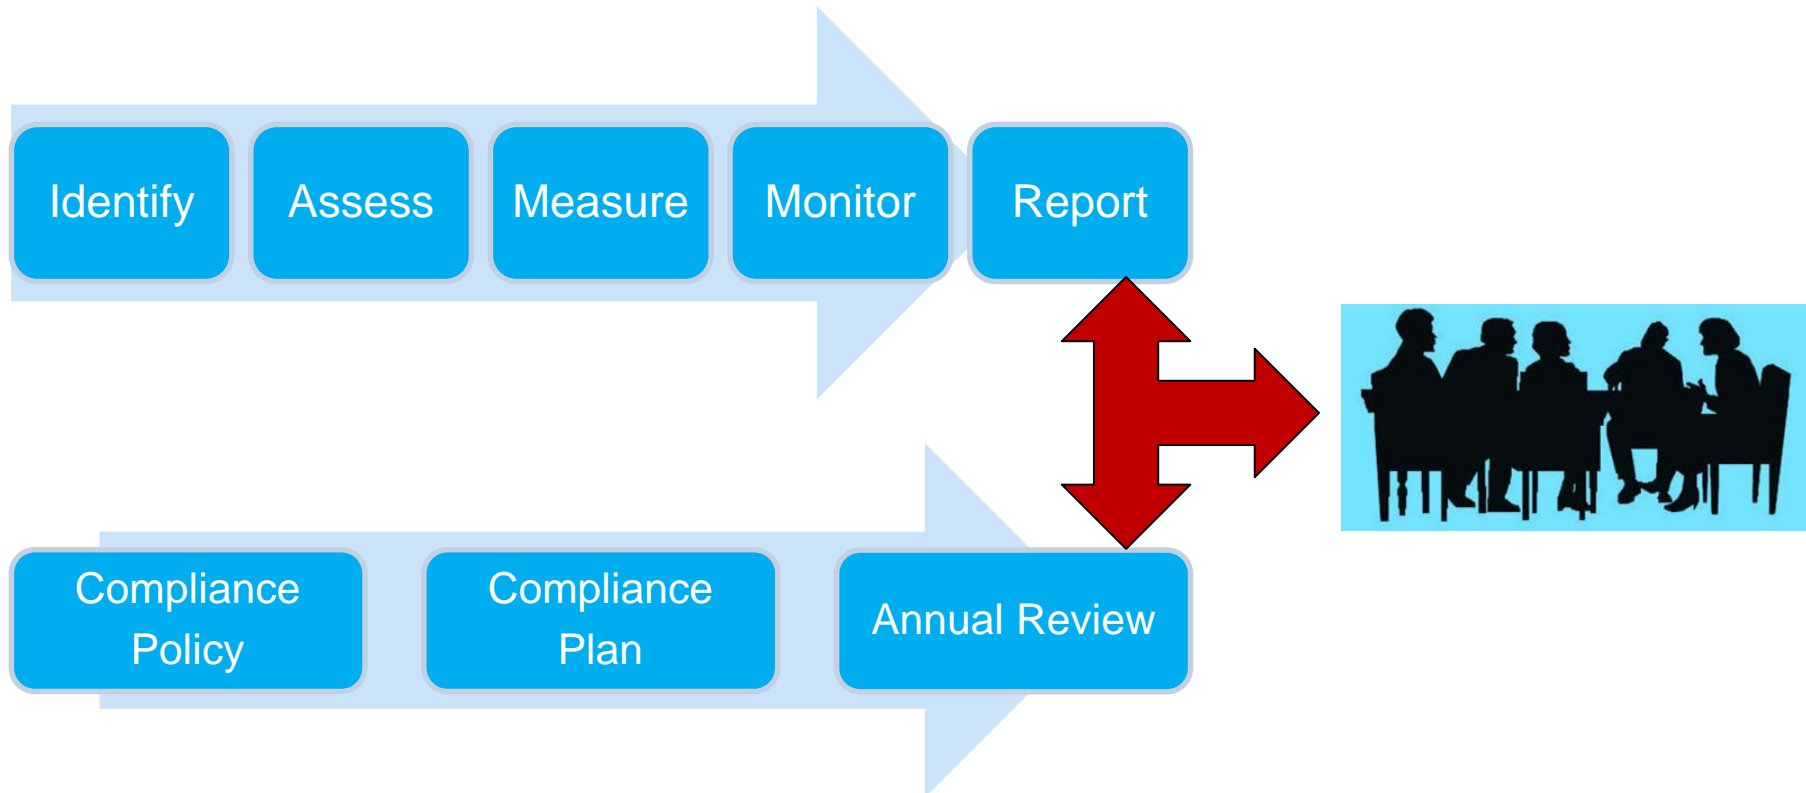 Identify
Assess
Measure
Monitor
Report
Compliance
Policy
Compliance
Plan
Annual Review